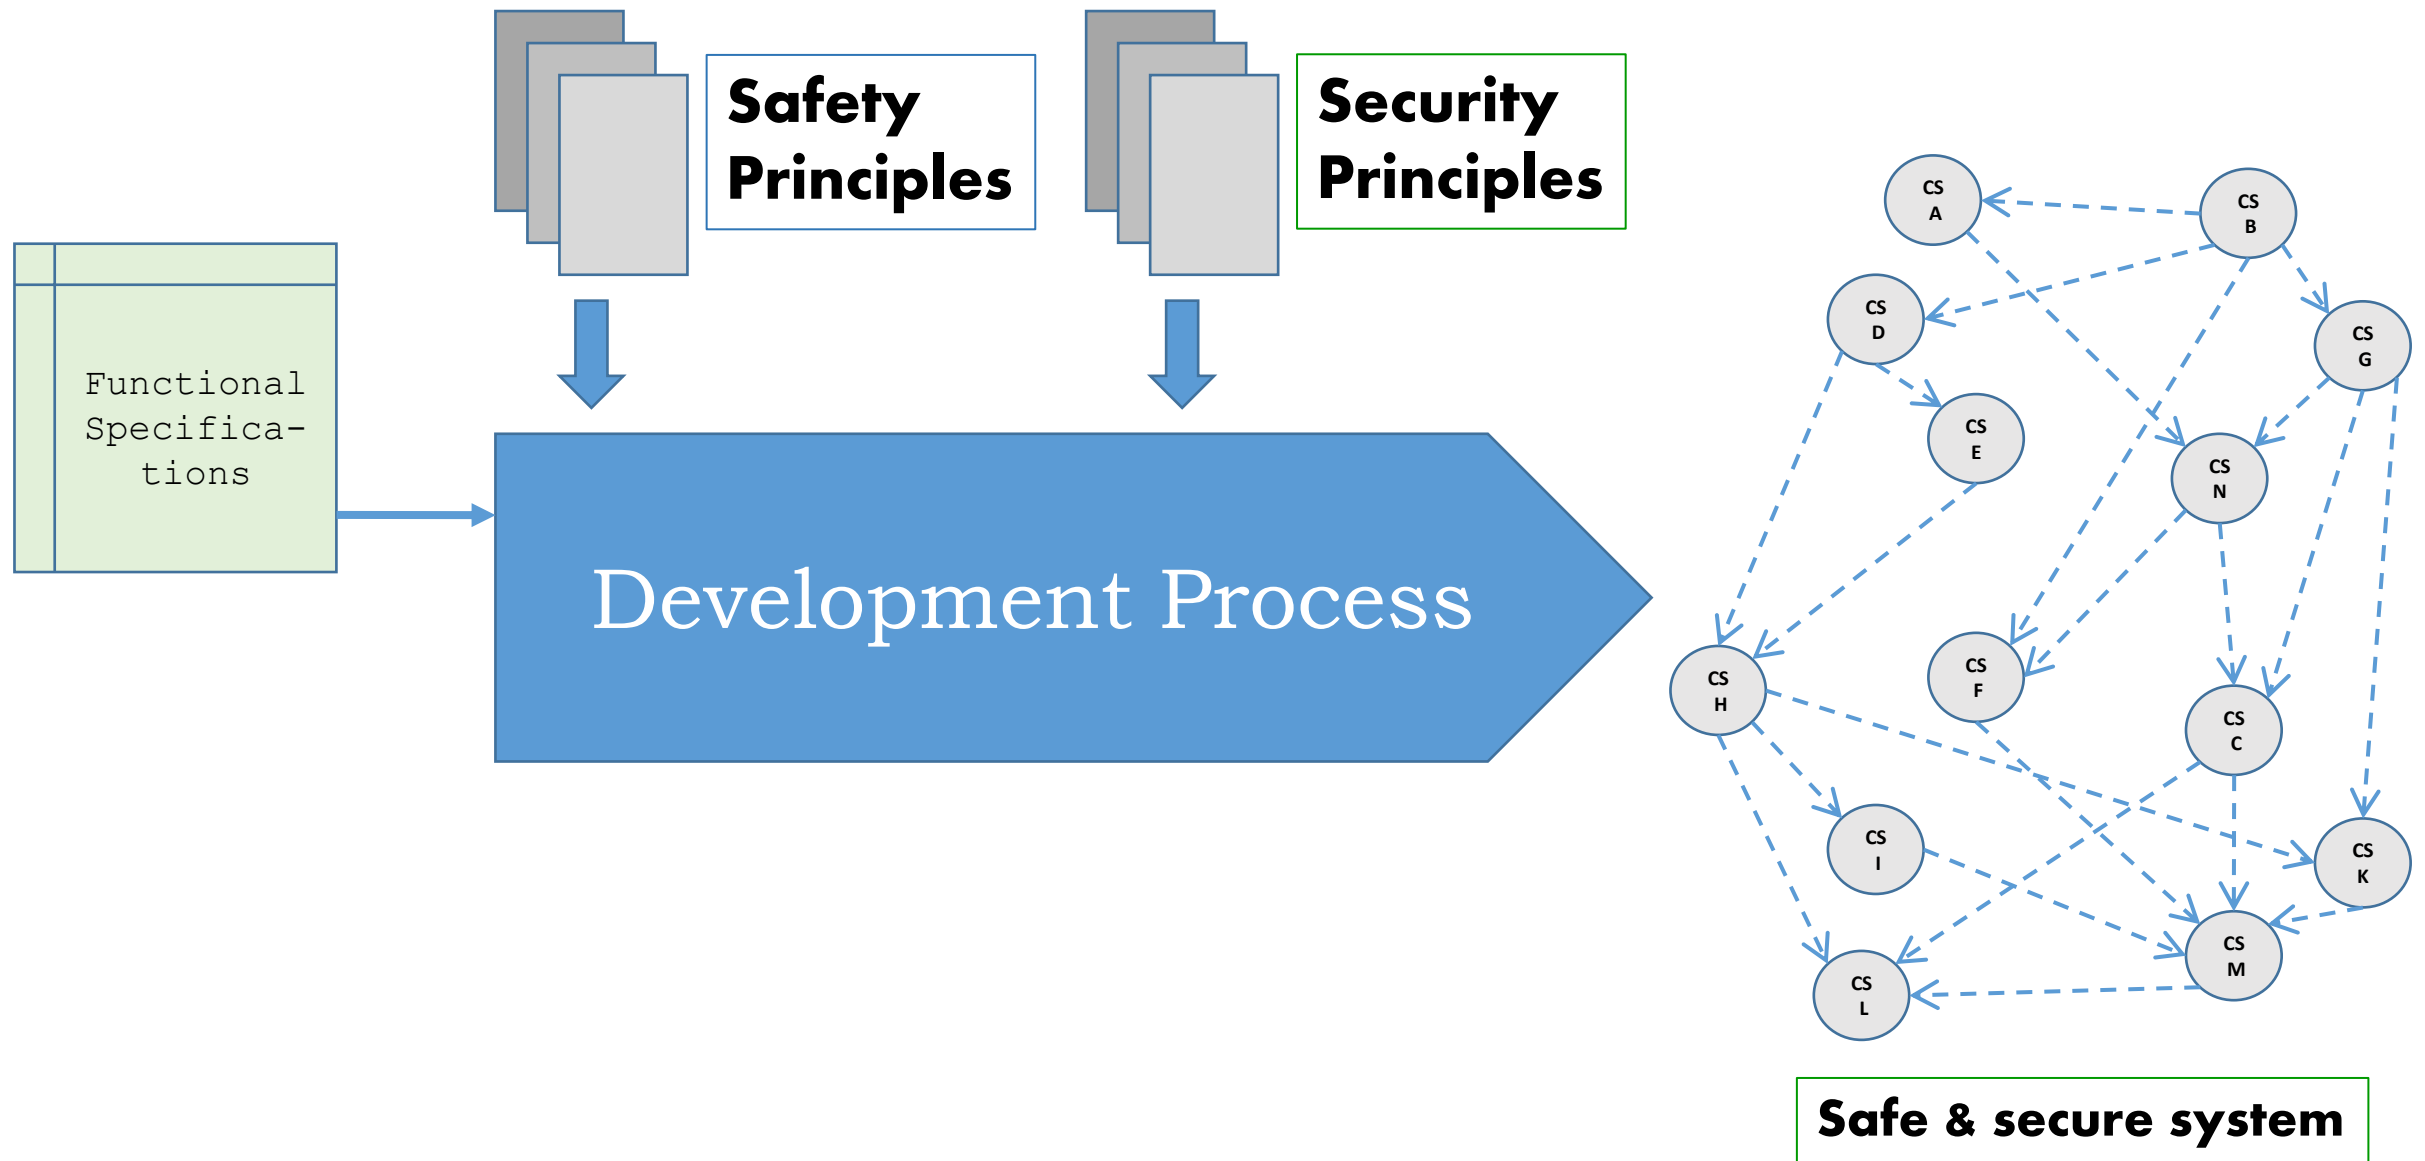 Safety
Principles
Security
Principles
Functional
Specifica-
tions
Development Process
CS
A
CS
B
CS
D
CS
G
CS
E
CS
N
CS
H
CS
F
CS
C
CS
I
CS
K
CS
M
CS
L
Safe & secure system